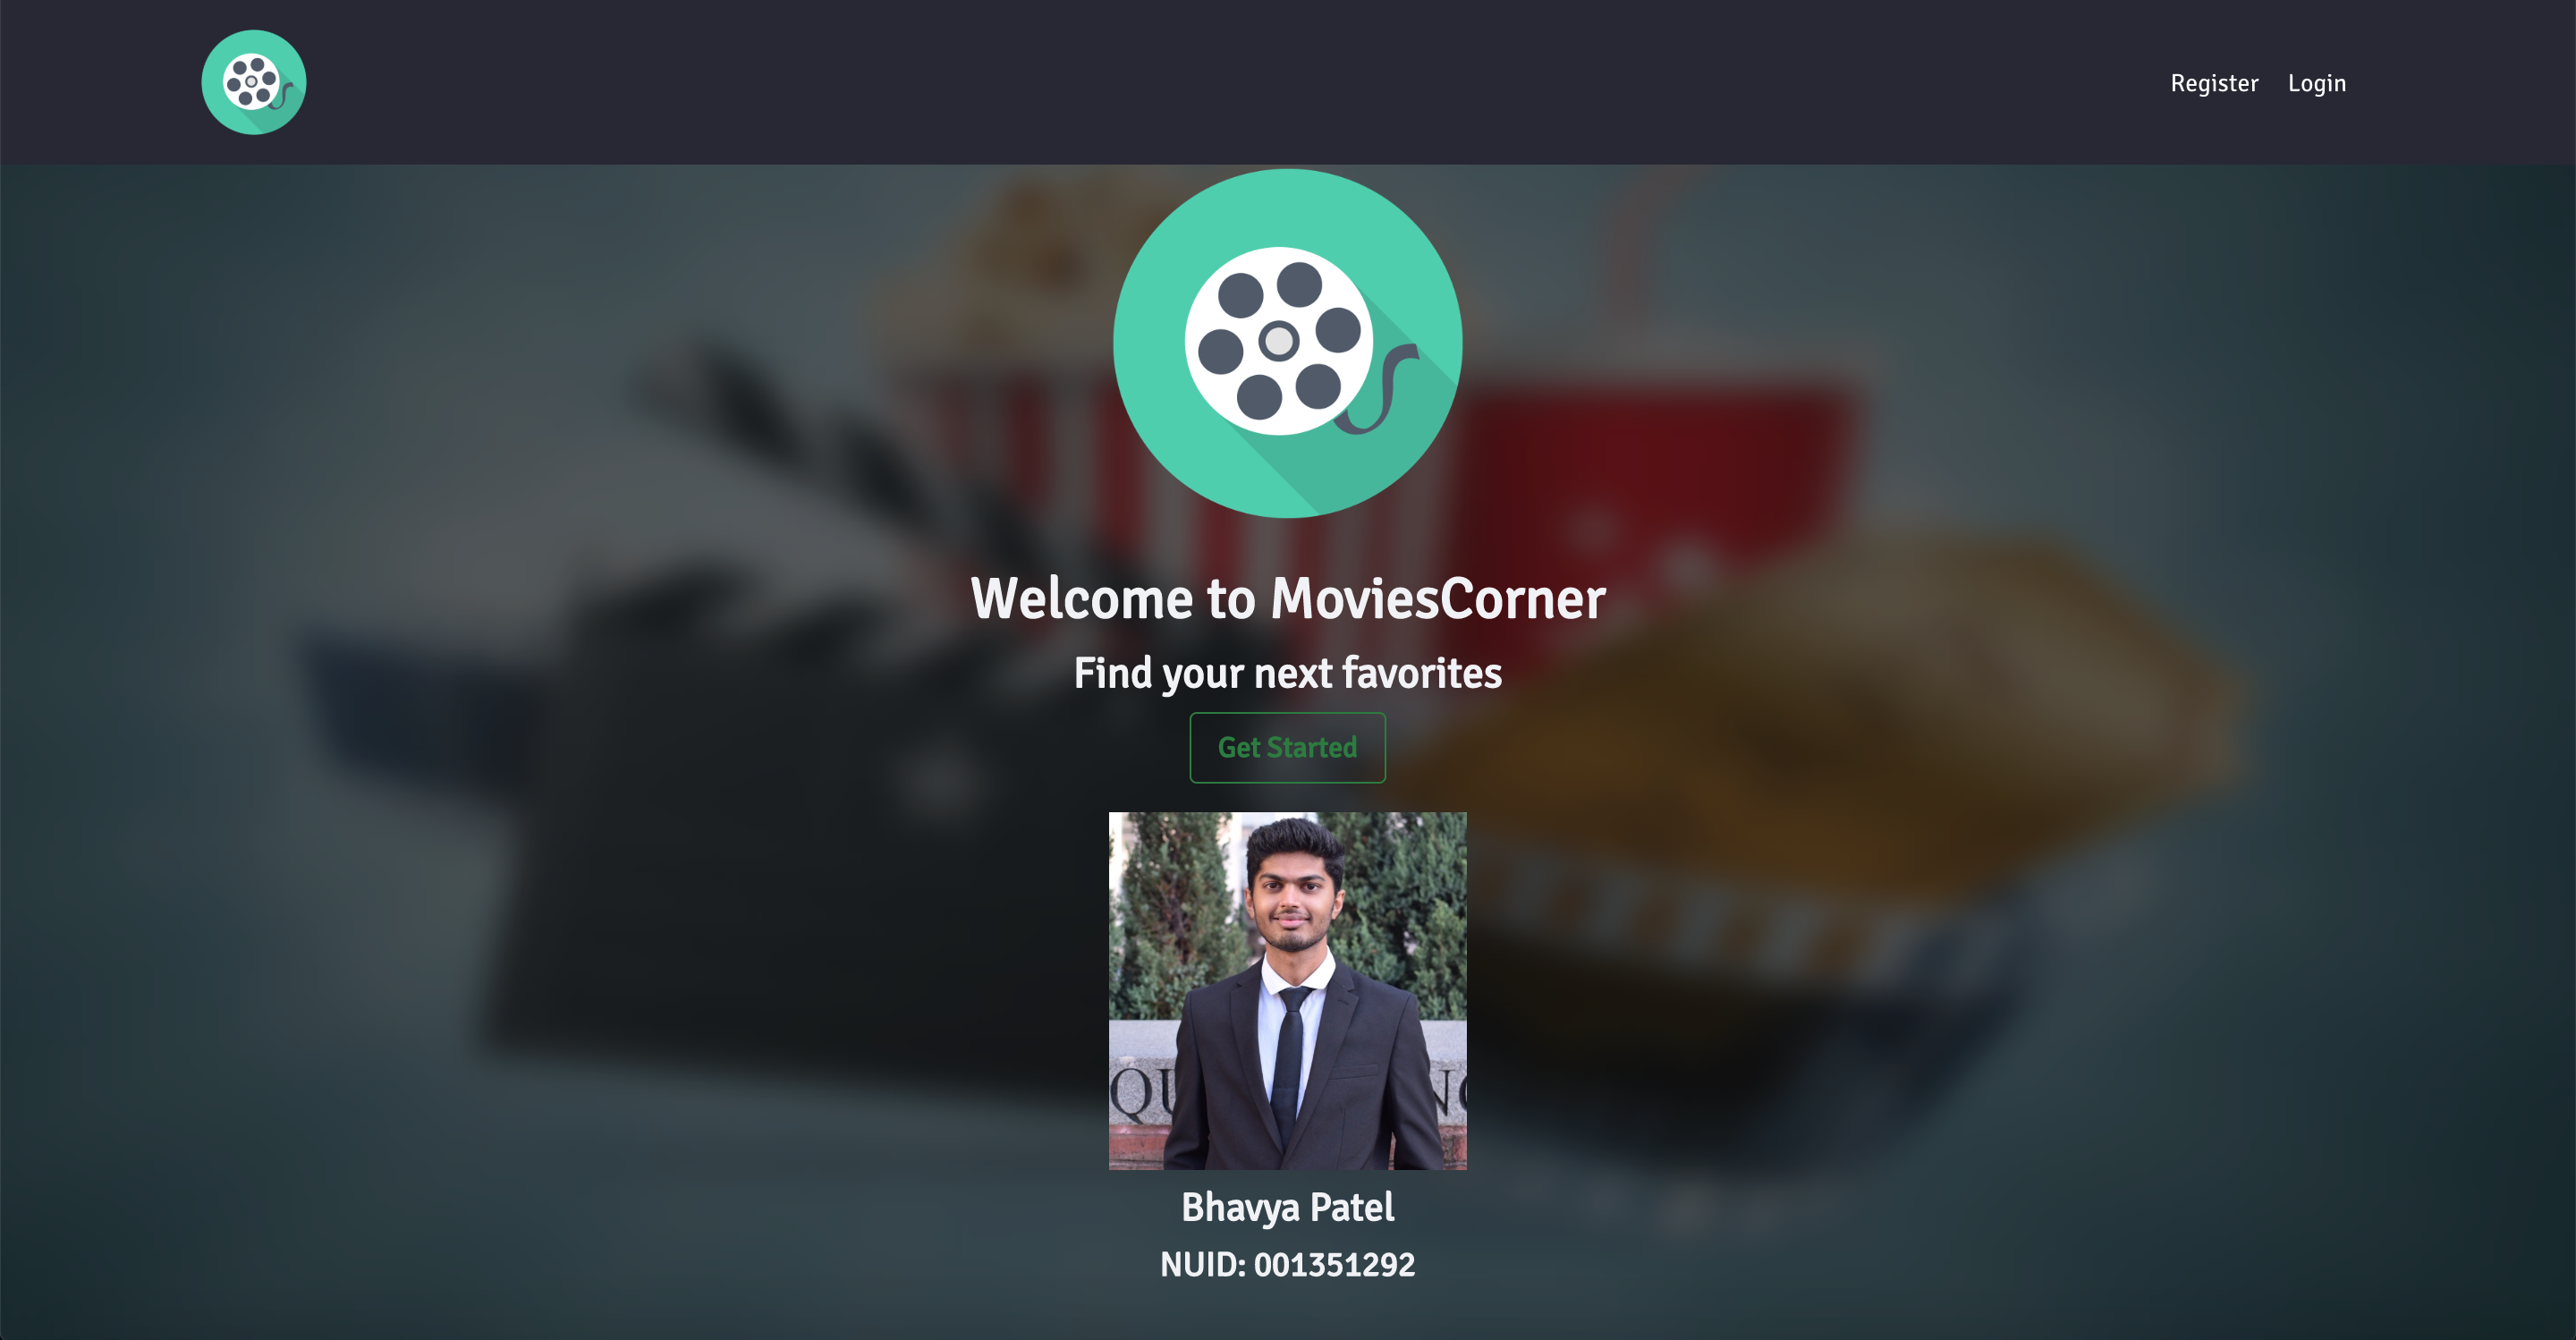 Register Login
Welcome to MoviesCorner
Find your next favorites
Get Started
QU
Bhavya Patel
NUID: 001351292